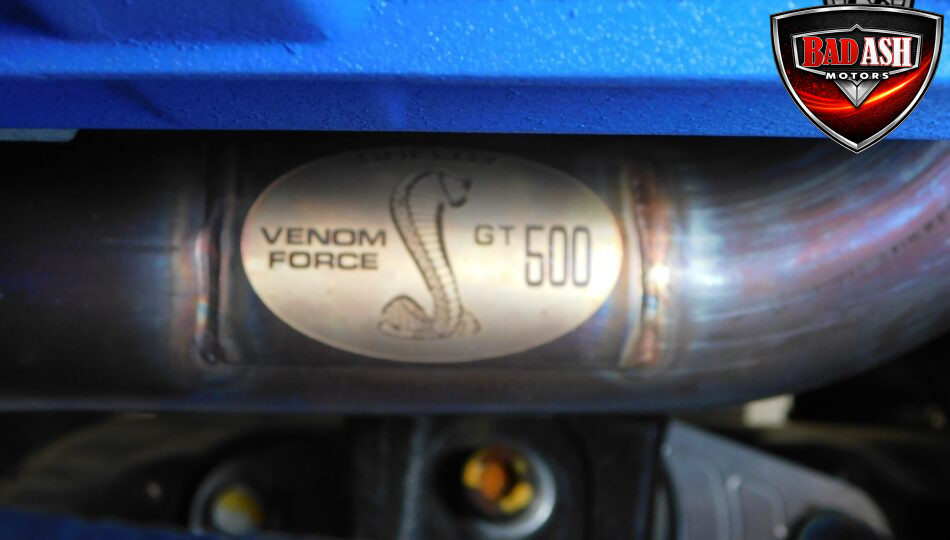 BAD ASH
MOTORS
VENOM
FORCE
GT 500